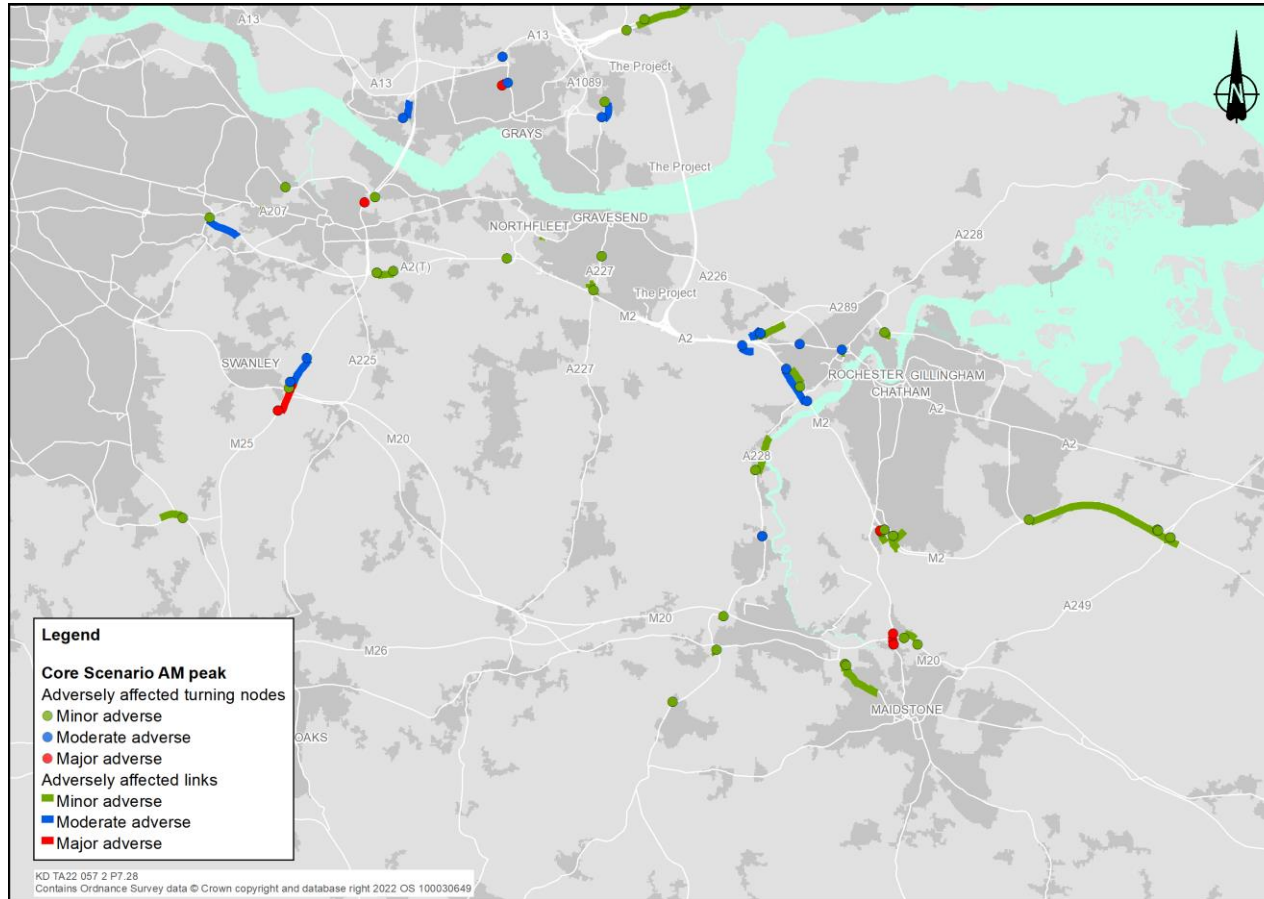 A13
A13
The Project
A13
A1089
N
GRAYS
The Project
A207
GRAVESEND
NORTHFLEET
A228
A2(T)
A227
A226
The Project
A289
M2
A2
SWANLEY
A225
A227
ROCHESTER GILLINGHAM
CHATHAM
A2
M2
A2
M25
M20
A228
M2
A249
M20
M26
M20
MAIDSTONE
OAKS
Legend
Core Scenario AM peak
Adversely affected turning nodes
Minor adverse
Moderate adverse
Major adverse
Adversely affected links
Minor adverse
Moderate adverse
Major adverse
KD TA22 057 2 P7.28
Contains Ordnance Survey data © Crown copyright and database right 2022 OS 100030649